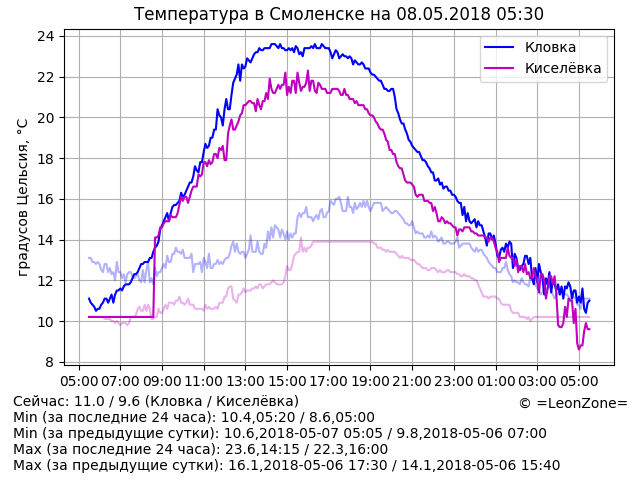 Температура в Смоленске на 08.05.2018 05:30
градусов Цельсия, °C
24
22
20
18
16
14
12
10
8
Кловка
Киселёвка
05:00 07:00 09:00 11:00 13:00 15:00 17:00 19:00 21:00 23:00 01:00 03:00 05:00
Сейчас: 11.0 / 9.6 (Кловка / Киселёвка)
© =LeonZone=
Min (за последние 24 часа): 10.4,05:20 / 8.6,05:00
Min (за предыдущие сутки): 10.6,2018-05-07 05:05 / 9.8,2018-05-06 07:00
Max (за последние 24 часа): 23.6,14:15 / 22.3,16:00
Max (за предыдущие сутки): 16.1,2018-05-06 17:30 / 14.1,2018-05-06 15:40